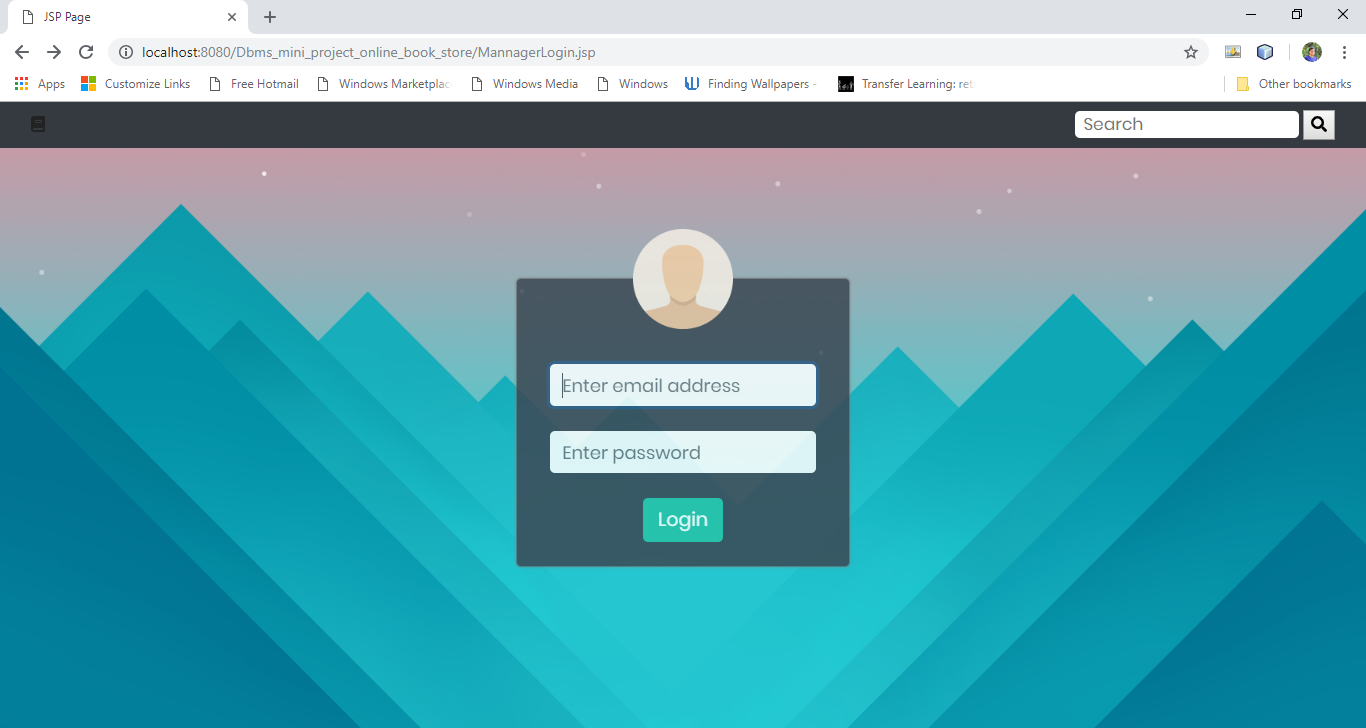 JSP Page
localhost:8080/Dbms_mini_project_online_book_store/MannagerLogin.jsp
Apps Customize Links Free Hotmail Windows Marketplac Windows Media Windows Finding Wallpapers - Transfer Learning: ret Other bookmarks
Search
Enter email address
Enter password
Login